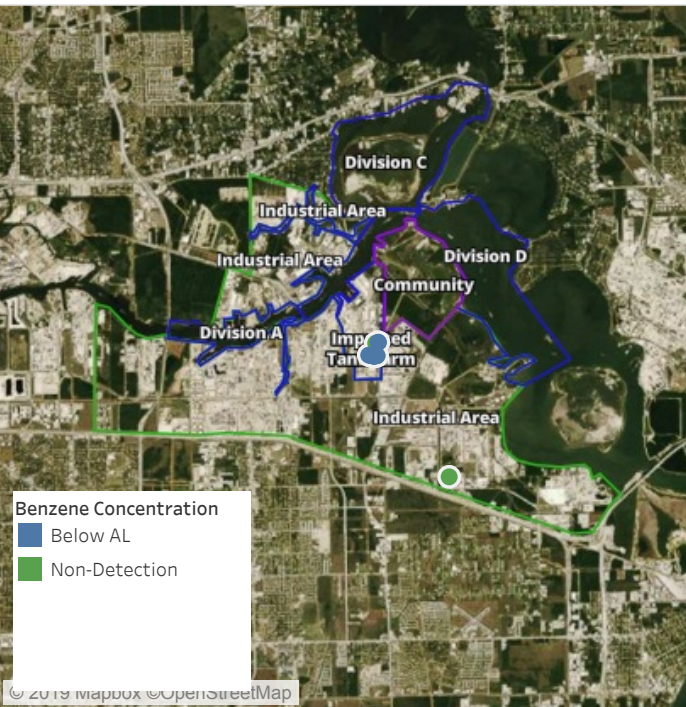 Division C
Industrial Area
Division D
Industrial Area
Community
Division A
Industrial Area
Benzene Concentration
Below AL
Non-Detection
© 2019 Mapbox ©OpenStreetMap